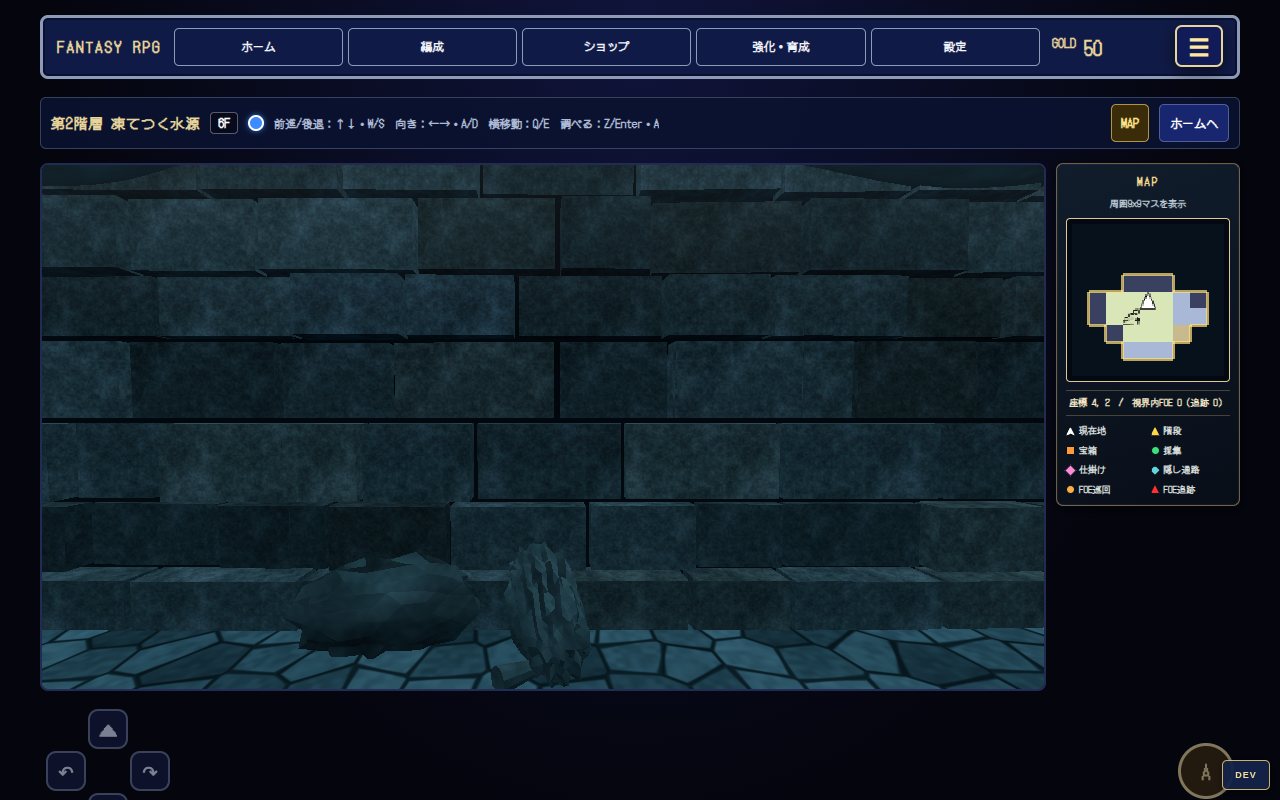 FANTASY RPG ホーム 編成 ショップ 強化・育成 設定 GOLD 50
第2階層 凍てつく水源 6F 前進/後退：↑↓・W/S 向き：←→・A/D 横移動：Q/E 調べる：Z/Enter・A MAP ホームへ
MAP
周囲9x9マスを表示
座標 4, 2 / 視界内FOE 0（追跡 0）
現在地 階段
宝箱 採集
仕掛け 隠し通路
FOE巡回 FOE追跡
A DEV